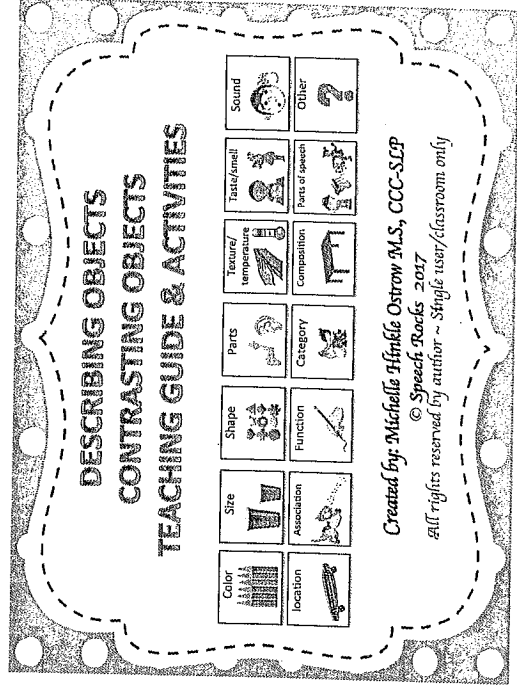 DESCRIBING OBJECTS
CONTRASTING OBJECTS
TEACHING GUIDE & ACTIVITIES
Color
Size
Shape
Parts
Texture/
temperature
Taste/smell
Sound
location
Association
Function
Category
Composition
Parts of speech
Other
?
Created by: Michelle Hinkle Ostrow M.S., CCC-SLP
© Speech Rocks 2017
All rights reserved by author ~ Single user/classroom only